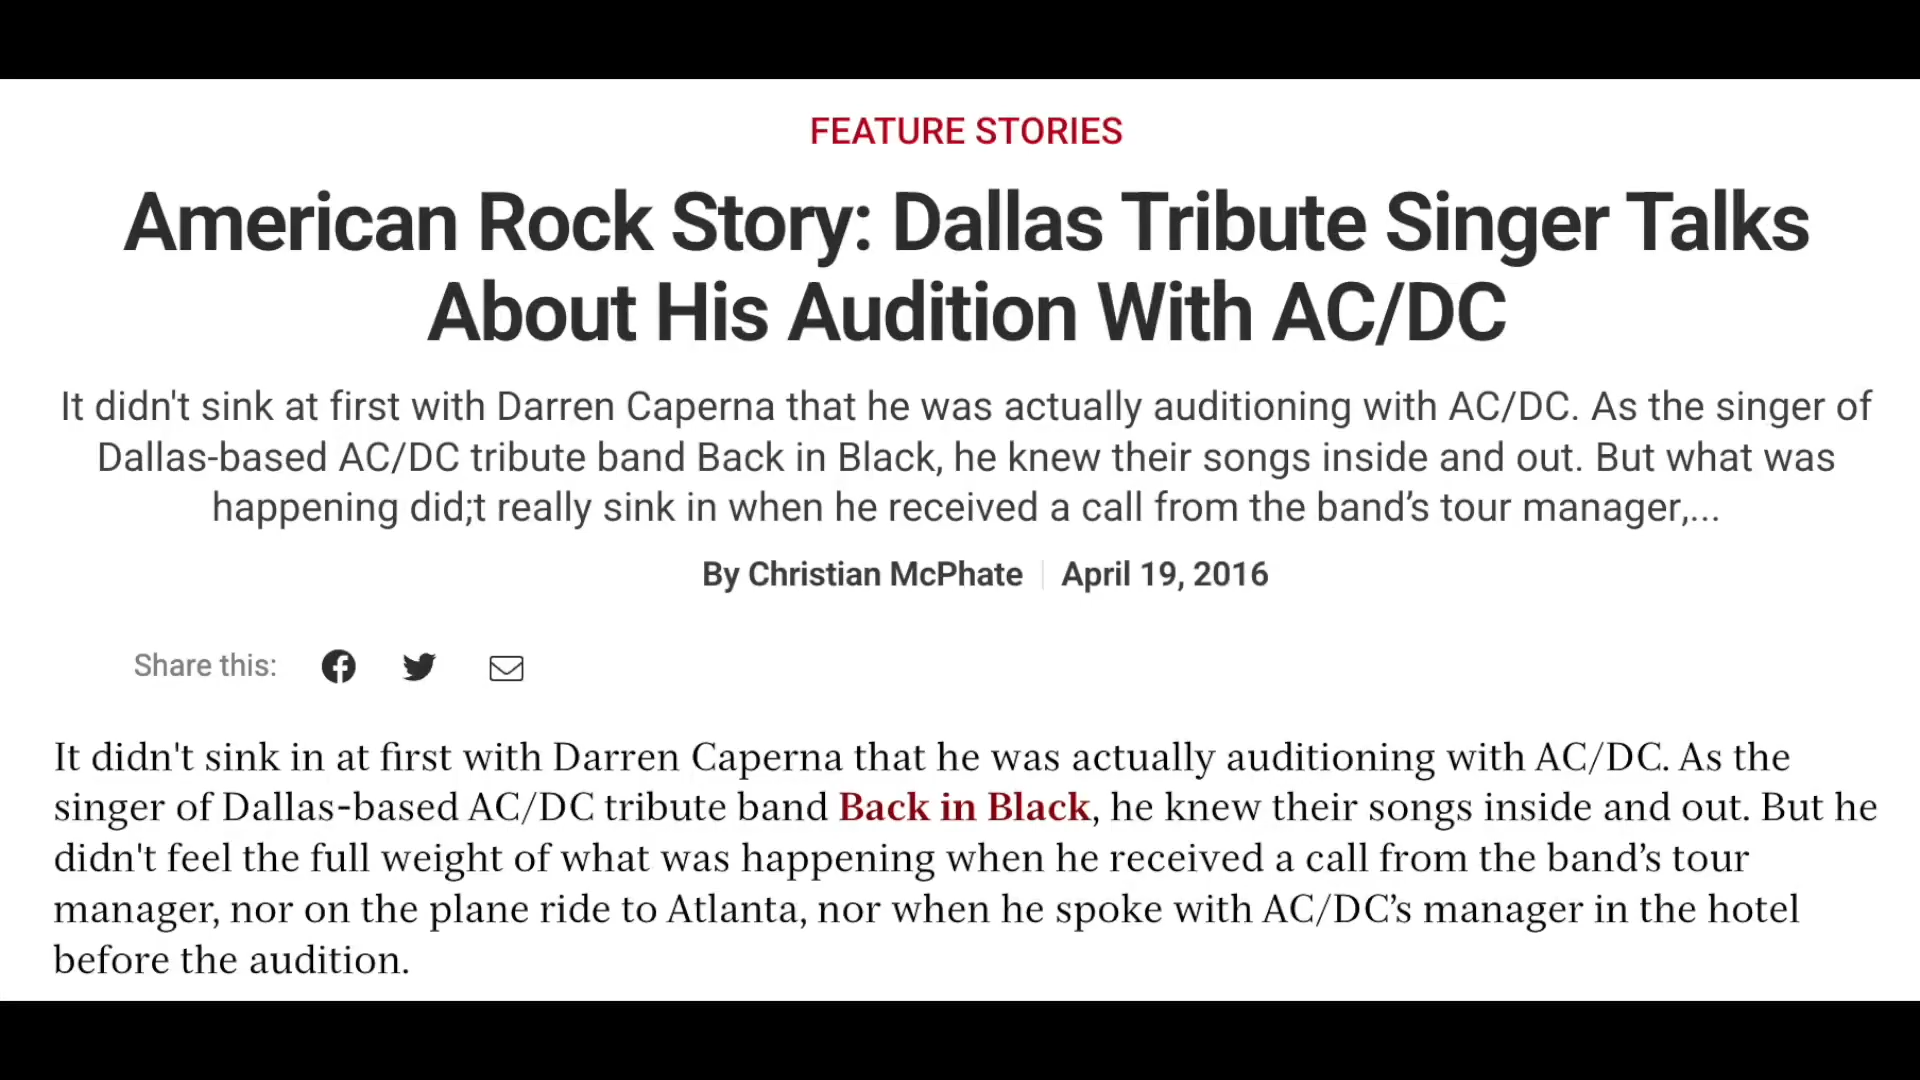 FEATURE STORIES
American Rock Story: Dallas Tribute Singer Talks
About His Audition With AC/DC
It didn't sink at first with Darren Caperna that he was actually auditioning with AC/DC. As the singer of
Dallas-based AC/DC tribute band Back in Black, he knew their songs inside and out. But what was
happening did;t really sink in when he received a call from the band’s tour manager,...
By Christian McPhate April 19, 2016
Share this:
It didn't sink in at first with Darren Caperna that he was actually auditioning with AC/DC. As the
singer of Dallas-based AC/DC tribute band Back in Black, he knew their songs inside and out. But he
didn't feel the full weight of what was happening when he received a call from the band’s tour
manager, nor on the plane ride to Atlanta, nor when he spoke with AC/DC’s manager in the hotel
before the audition.